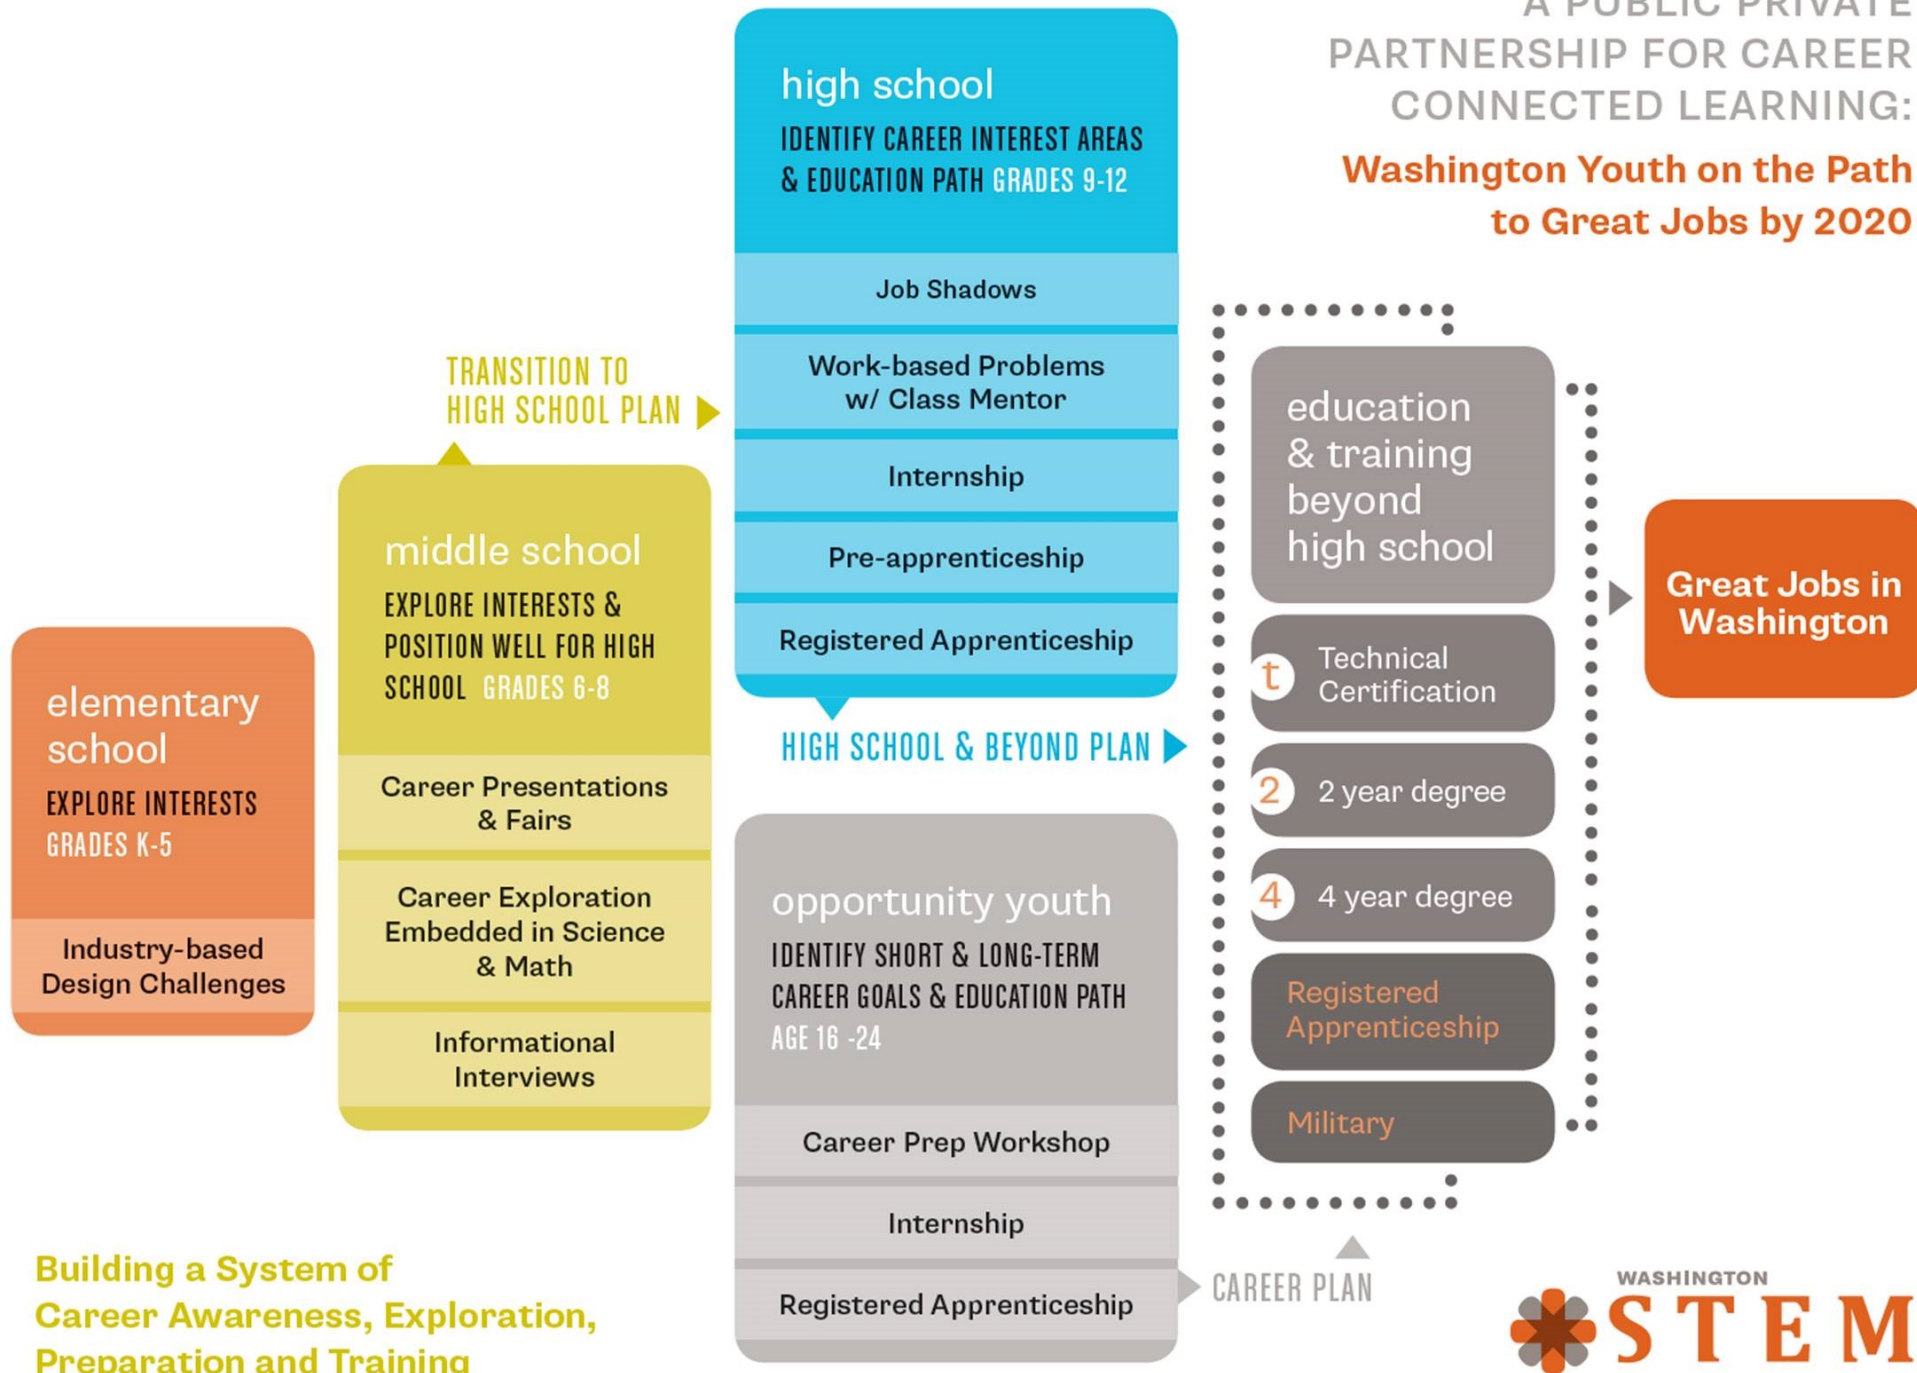 A PUBLIC PRIVATE
PARTNERSHIP FOR CAREER
CONNECTED LEARNING:
Washington Youth on the Path
to Great Jobs by 2020
elementary
school
EXPLORE INTERESTS
GRADES K-5
Industry-based
Design Challenges
TRANSITION TO
HIGH SCHOOL PLAN
middle school
EXPLORE INTERESTS &
POSITION WELL FOR HIGH
SCHOOL GRADES 6-8
Career Presentations
& Fairs
Career Exploration
Embedded in Science
& Math
Informational
Interviews
high school
IDENTIFY CAREER INTEREST AREAS
& EDUCATION PATH GRADES 9-12
Job Shadows
Work-based Problems
w/ Class Mentor
Internship
Pre-apprenticeship
Registered Apprenticeship
HIGH SCHOOL & BEYOND PLAN
opportunity youth
IDENTIFY SHORT & LONG-TERM
CAREER GOALS & EDUCATION PATH
AGE 16 -24
Career Prep Workshop
Internship
Registered Apprenticeship
CAREER PLAN
education
& training
beyond
high school
t Technical
Certification
2 2 year degree
4 4 year degree
Registered
Apprenticeship
Military
Great Jobs in
Washington
Building a System of
Career Awareness, Exploration,
Preparation and Training
WASHINGTON
STEM